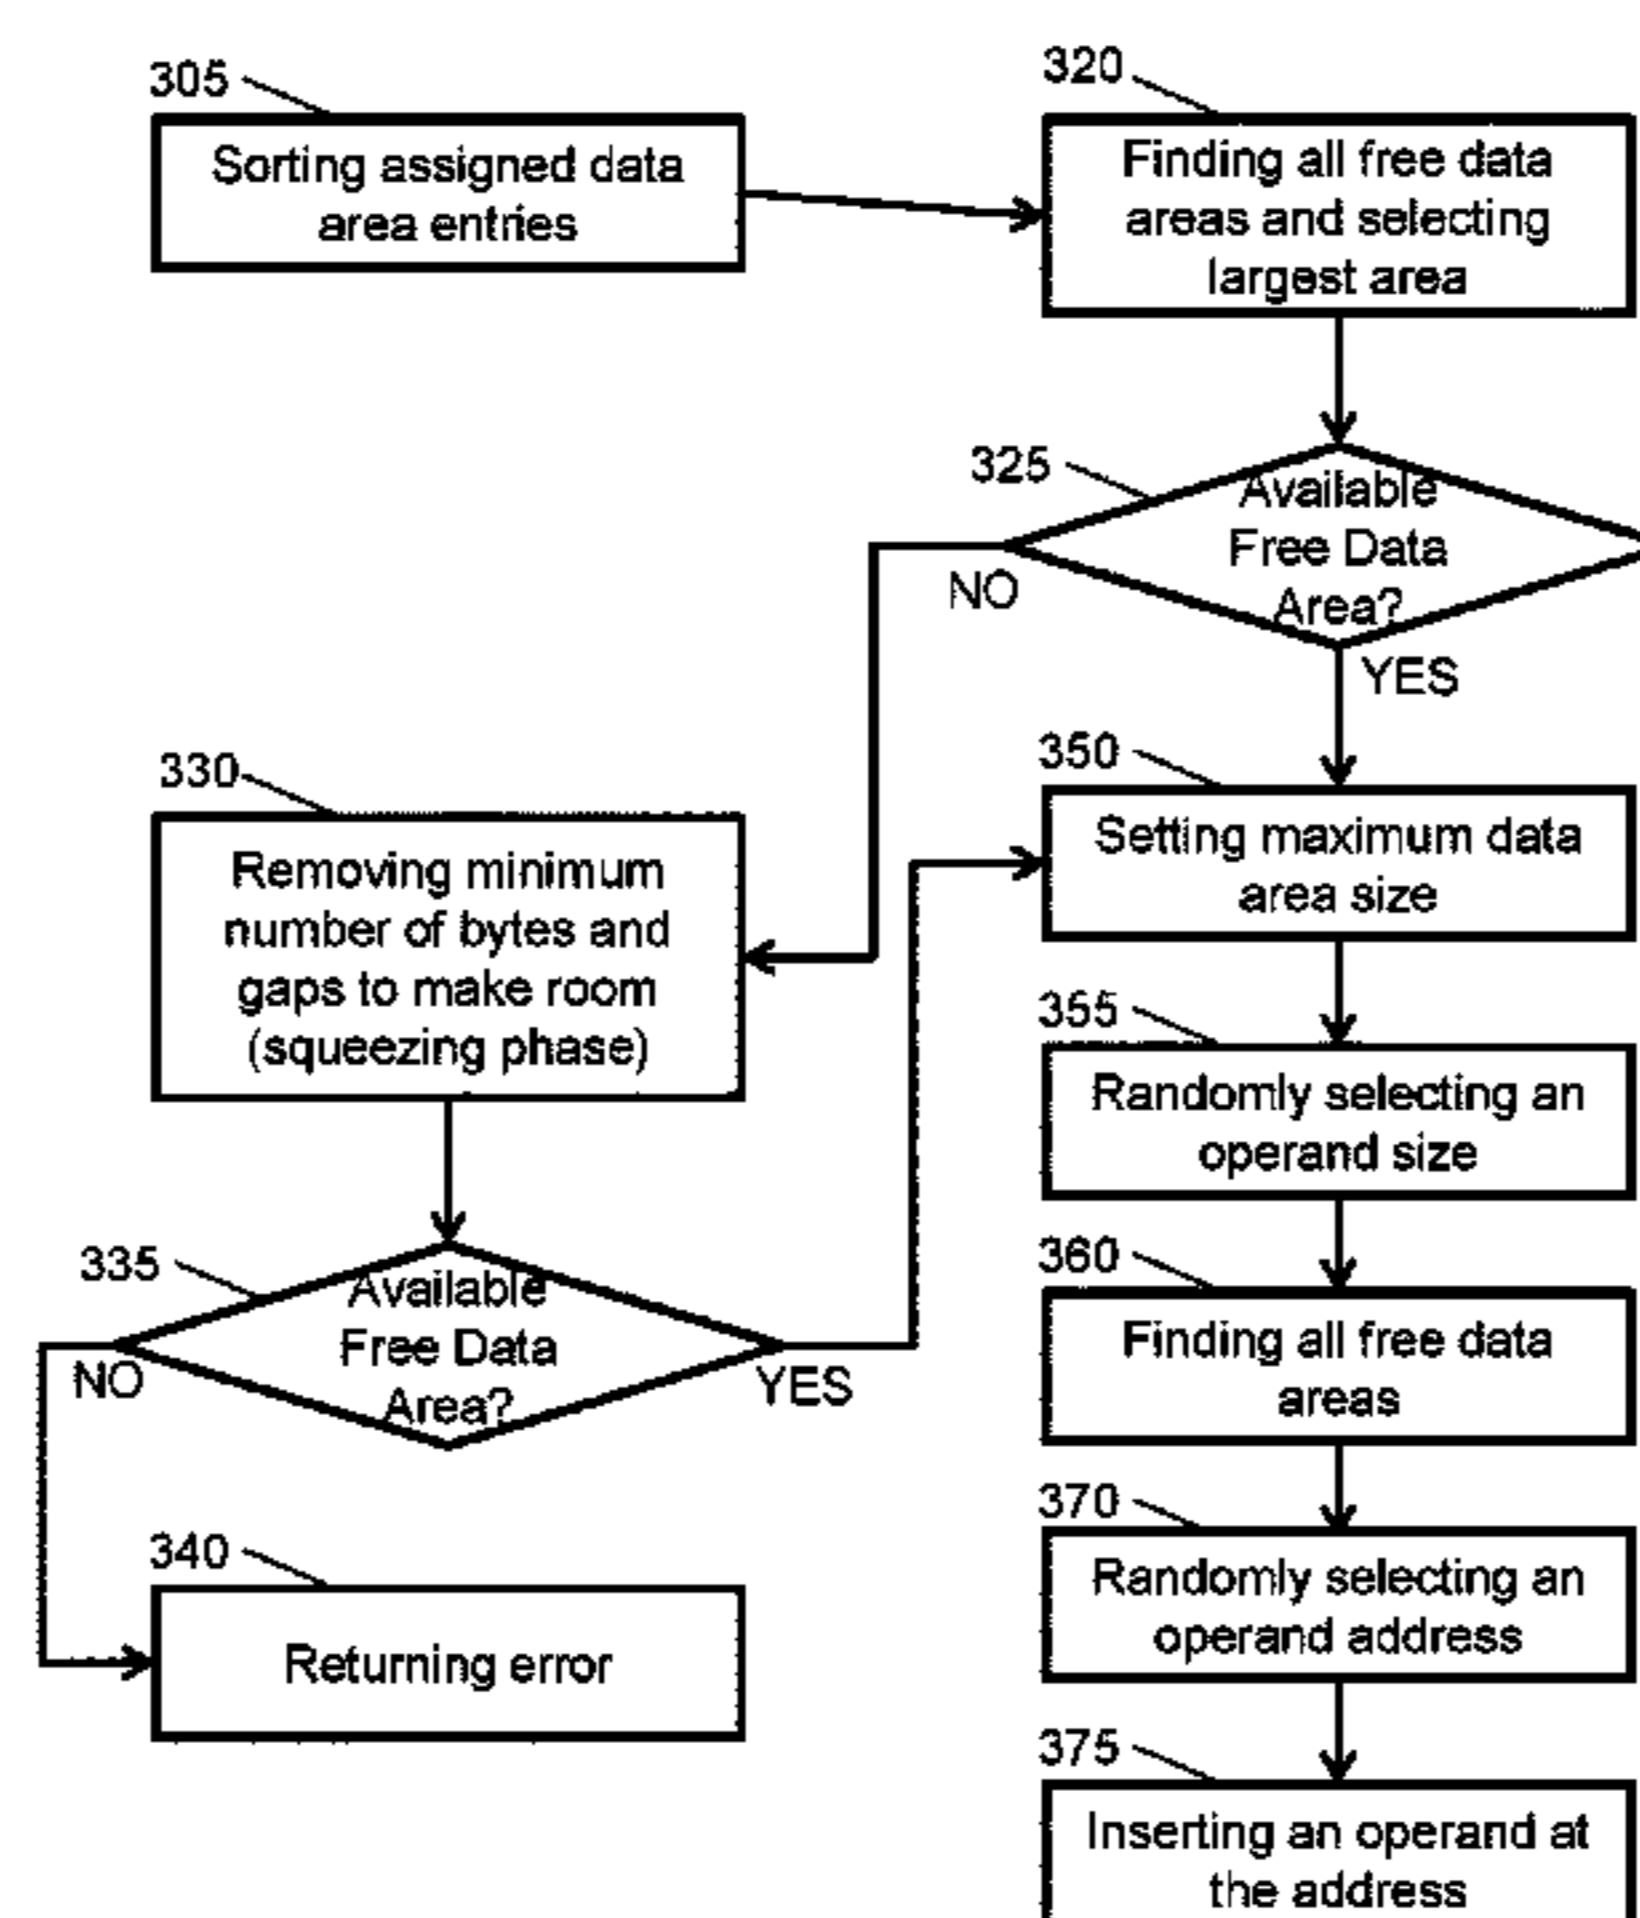 305
Sorting assigned data
area entries
320
Finding all free data
areas and selecting
largest area
325
Available
Free Data
Area?
NO
YES
330
Removing minimum
number of bytes and
gaps to make room
(squeezing phase)
335
Available
Free Data
Area?
NO
YES
340
Returning error
350
Setting maximum data
area size
355
Randomly selecting an
operand size
360
Finding all free data
areas
370
Randomly selecting an
operand address
375
Inserting an operand at
the address